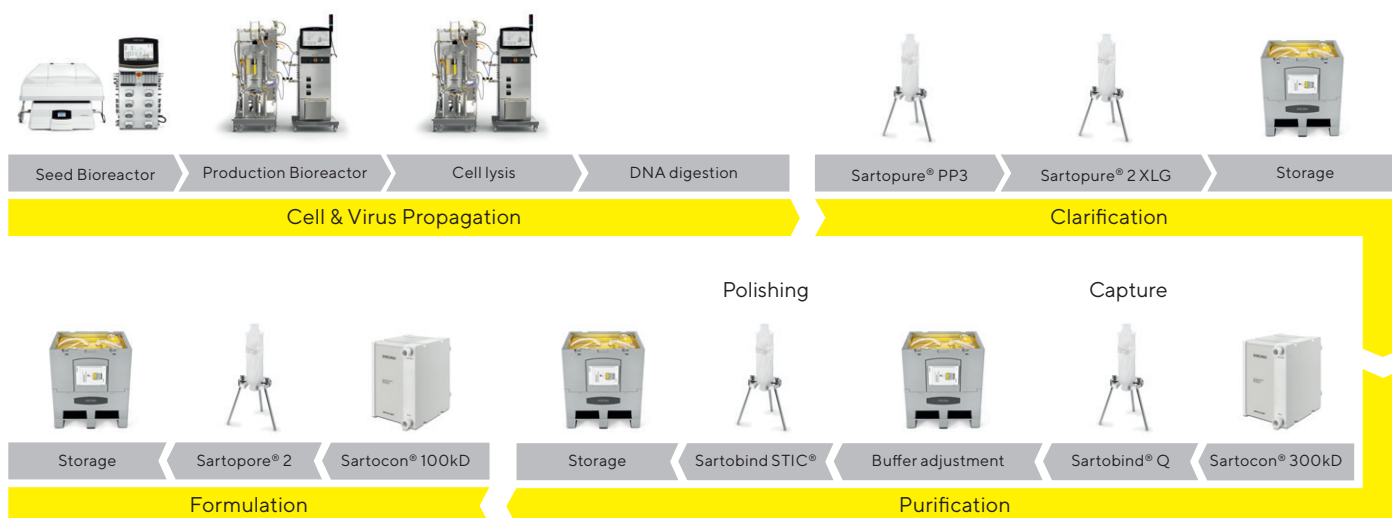 Seed Bioreactor
Production Bioreactor
Cell lysis
DNA digestion
Sartopure® PP3
Sartopure® 2 XLG
Storage
Cell & Virus Propagation
Clarification
Polishing
Capture
Storage
Sartopore® 2
Sartocon® 100kD
Storage
Sartobind STIC®
Buffer adjustment
Sartobind® Q
Sartocon® 300kD
Formulation
Purification